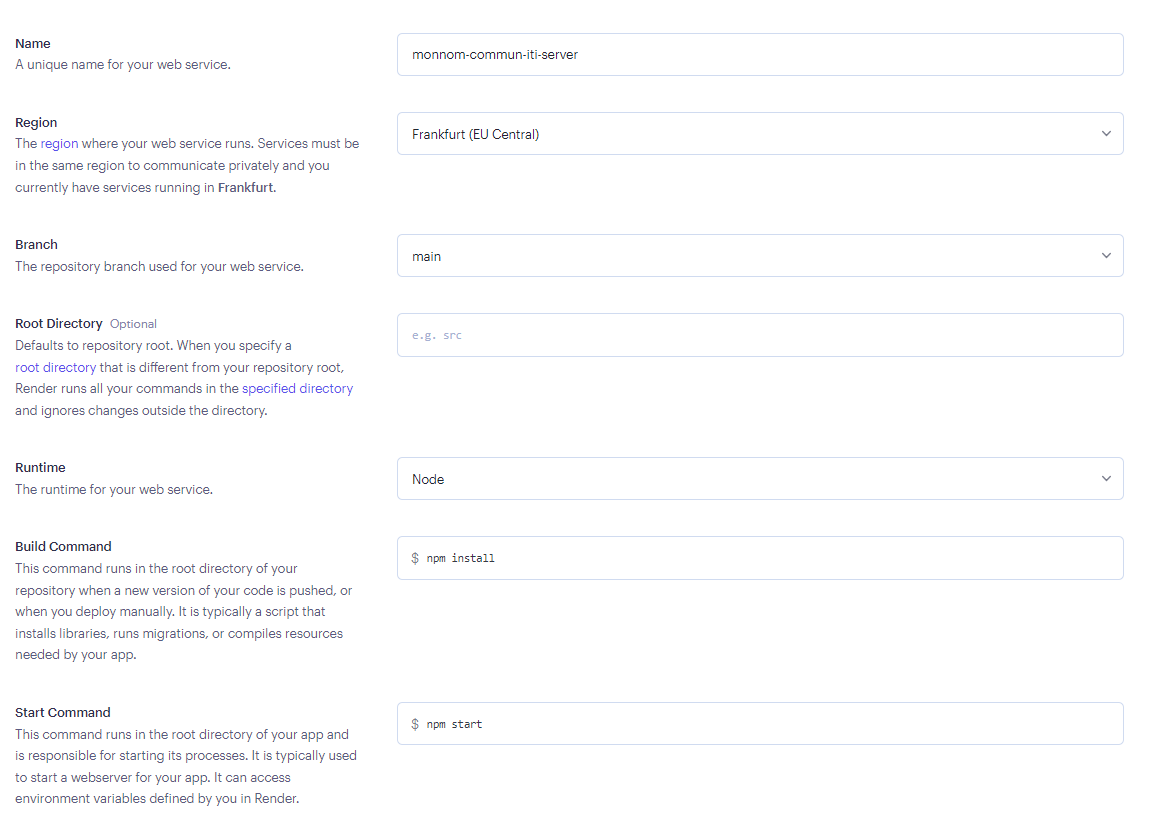 Name
A unique name for your web service.
monnom-commun-iti-server
Region
The region where your web service runs. Services must be
in the same region to communicate privately and you
currently have services running in Frankfurt.
Frankfurt (EU Central)
Branch
The repository branch used for your web service.
main
Root Directory Optional
Defaults to repository root. When you specify a
root directory that is different from your repository root,
Render runs all your commands in the specified directory
and ignores changes outside the directory.
e.g. src
Runtime
The runtime for your web service.
Node
Build Command
This command runs in the root directory of your
repository when a new version of your code is pushed, or
when you deploy manually. It is typically a script that
installs libraries, runs migrations, or compiles resources
needed by your app.
$ npm install
Start Command
This command runs in the root directory of your app and
is responsible for starting its processes. It is typically used
to start a webserver for your app. It can access
environment variables defined by you in Render.
$ npm start